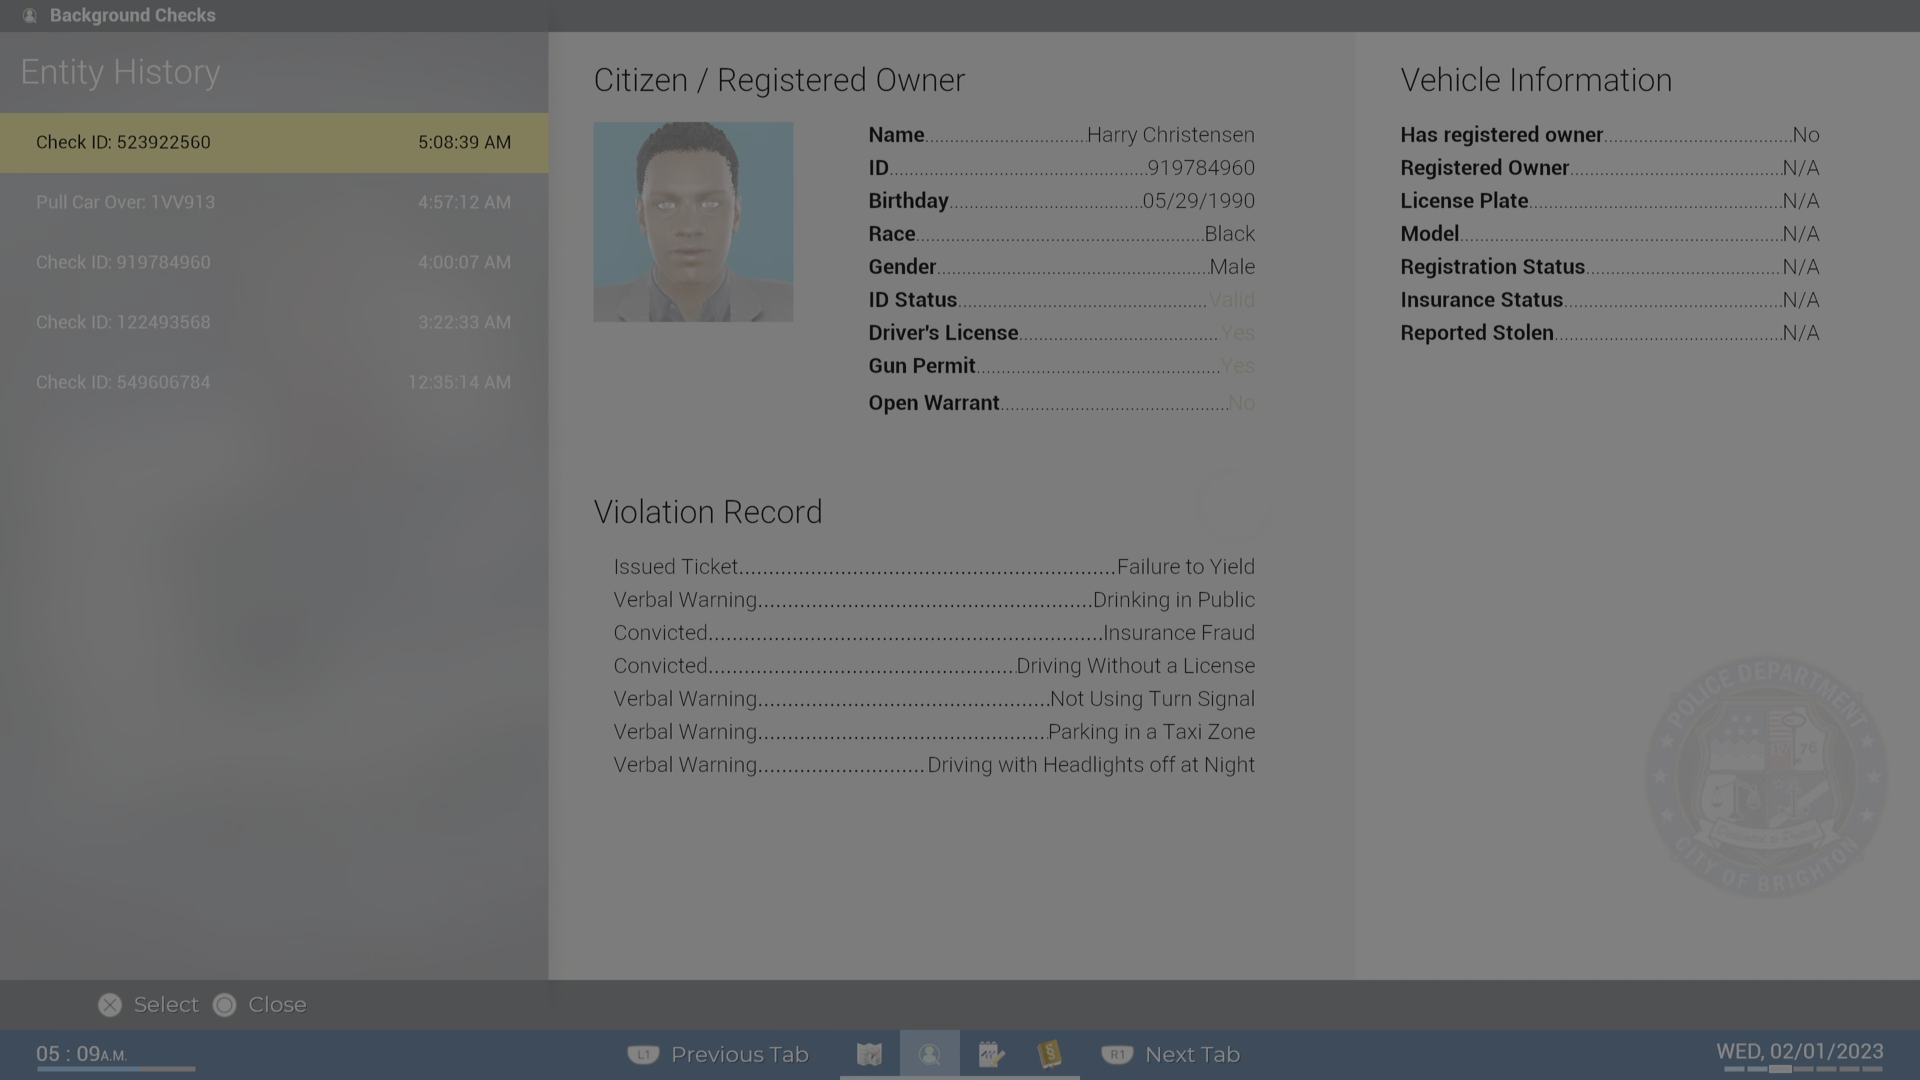 Background Checks
Entity History
Check ID: 523922560 5:08:39 AM
Pull Car Over: 1VV913 4:57:12 AM
Check ID: 919784960 4:00:07 AM
Check ID: 122493568 3:22:33 AM
Check ID: 549606784 12:35:14 AM
Citizen / Registered Owner
Name Harry Christensen
ID 919784960
Birthday 05/29/1990
Race Black
Gender Male
ID Status Valid
Driver's License Yes
Gun Permit Yes
Open Warrant No
Violation Record
Issued Ticket Failure to Yield
Verbal Warning Drinking in Public
Convicted Insurance Fraud
Convicted Driving Without a License
Verbal Warning Not Using Turn Signal
Verbal Warning Parking in a Taxi Zone
Verbal Warning Driving with Headlights off at Night
Vehicle Information
Has registered owner No
Registered Owner N/A
License Plate N/A
Model N/A
Registration Status N/A
Insurance Status N/A
Reported Stolen N/A
POLICE DEPARTMENT
76
CITY OF BRIGHTON
Select Close
05 : 09 A.M.
L1 Previous Tab
R1 Next Tab
WED, 02/01/2023